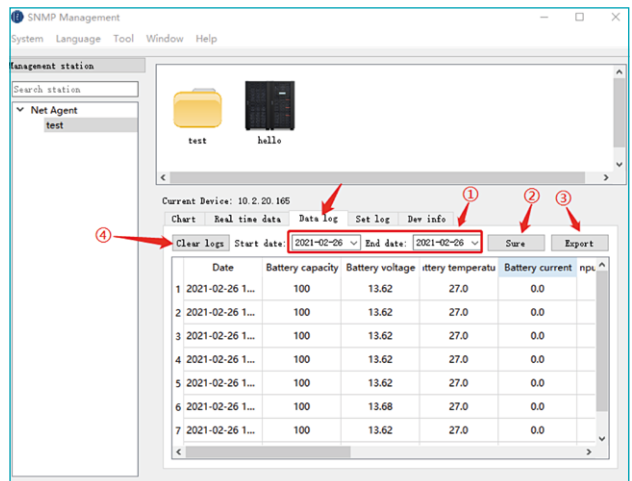 SNMP Management
System Language Tool Window Help
Management station
Search station
Net Agent
test
test hello
Current Device: 10.2.20.165
Chart Real time data Data log Set log Dev info
① ② ③
④ Clear logs Start date: 2021-02-26 End date: 2021-02-26 Sure Export
Date Battery capacity Battery voltage ittery temperatu Battery current npu
1 2021-02-26 1... 100 13.62 27.0 0.0
2 2021-02-26 1... 100 13.62 27.0 0.0
3 2021-02-26 1... 100 13.62 27.0 0.0
4 2021-02-26 1... 100 13.62 27.0 0.0
5 2021-02-26 1... 100 13.62 27.0 0.0
6 2021-02-26 1... 100 13.68 27.0 0.0
7 2021-02-26 1... 100 13.62 27.0 0.0